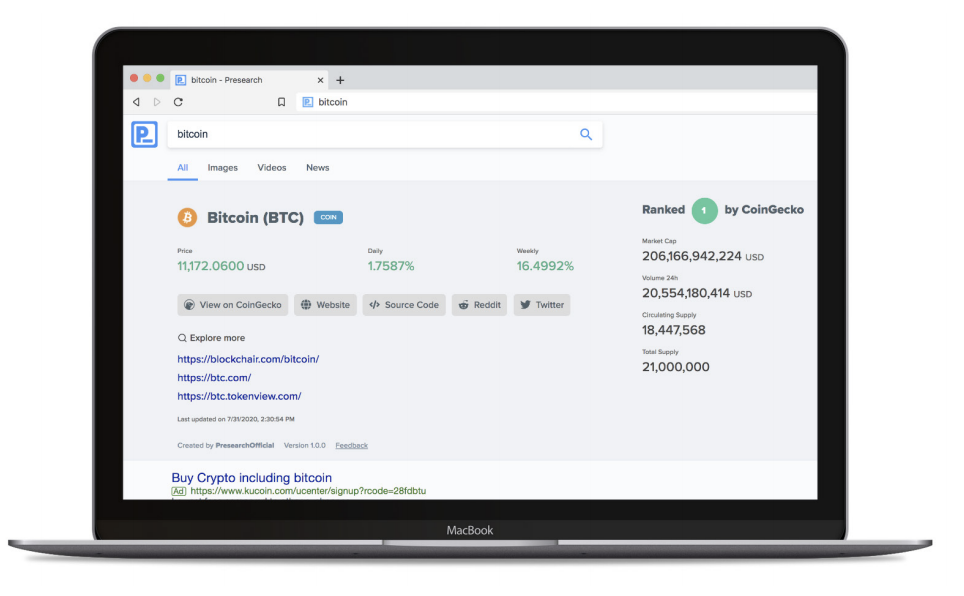 bitcoin - Presearch
bitcoin
bitcoin
All Images Videos News
Bitcoin (BTC) COIN
Price
11,172.0600 USD
Daily
1.7587%
Weekly
16.4992%
View on CoinGecko Website </> Source Code Reddit Twitter
Explore more
https://blockchair.com/bitcoin/
https://btc.com/
https://btc.tokenview.com/
Last updated on 7/31/2020, 2:30:54 PM
Created by PresearchOfficial Version 1.0.0 Feedback
Ranked 1 by CoinGecko
Market Cap
206,166,942,224 USD
Volume 24h
20,554,180,414 USD
Circulating Supply
18,447,568
Total Supply
21,000,000
Buy Crypto including bitcoin
Ad https://www.kucoin.com/ucenter/signup?rcode=28fdbtu
MacBook